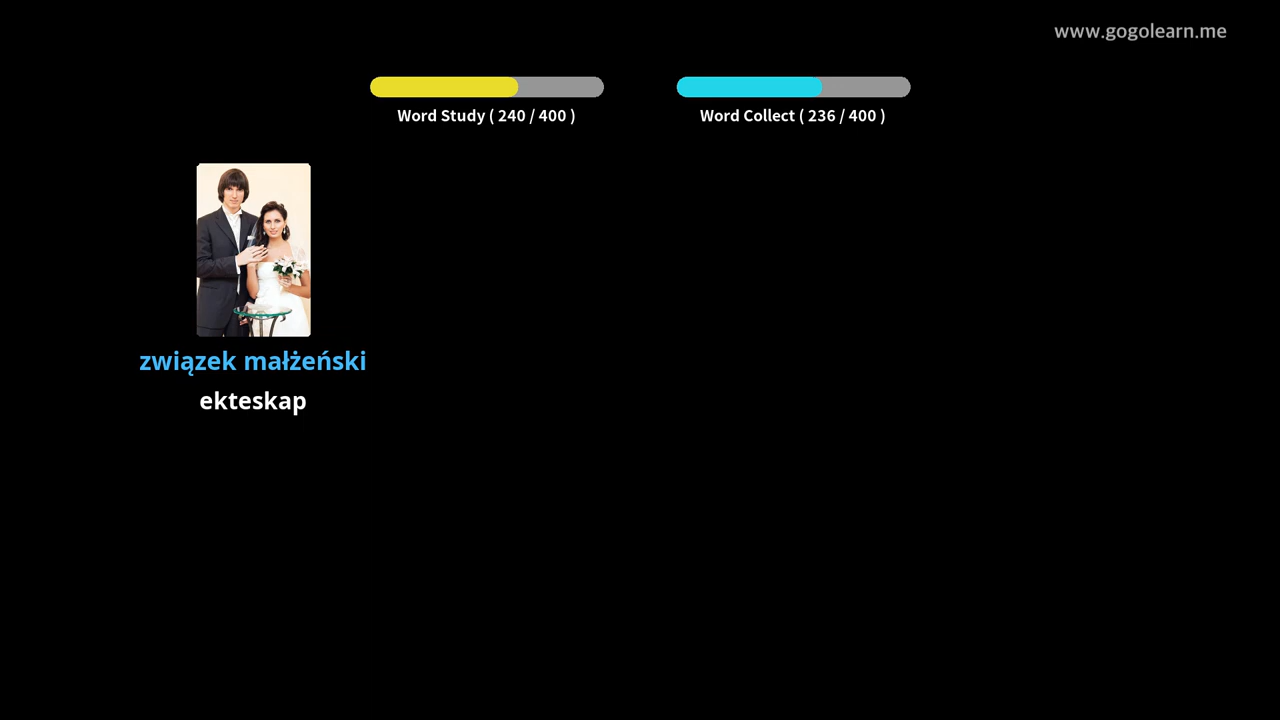 www.gogolearn.me
Word Study ( 240 / 400 )
Word Collect ( 236 / 400 )
związek małżeński
ekteskap